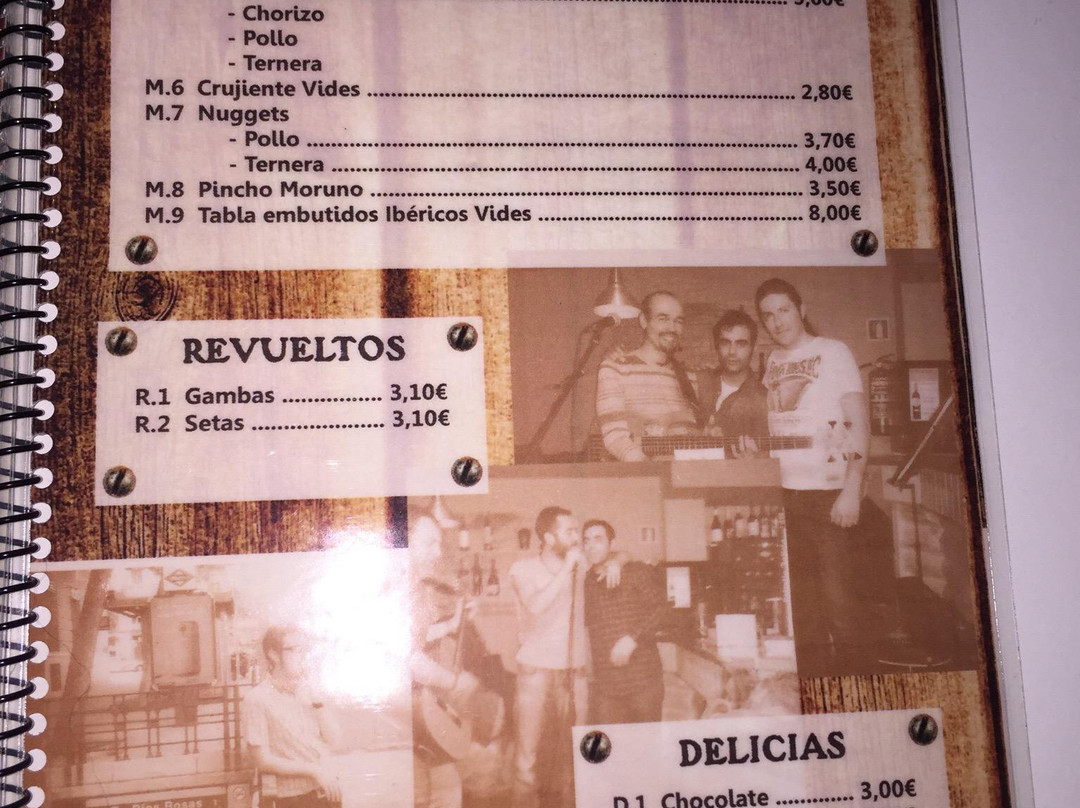 - Chorizo
- Pollo
- Ternera
M.6 Crujiente Vides ........ 2,80€
M.7 Nuggets
- Pollo ........ 3,70€
- Ternera ........ 4,00€
M.8 Pincho Moruno ........ 3,50€
M.9 Tabla embutidos Ibéricos Vides ........ 8,00€
REVUELTOS
R.1 Gambas ........ 3,10€
R.2 Setas ........ 3,10€
DELICIAS
D.1 Chocolate ........ 3,00€